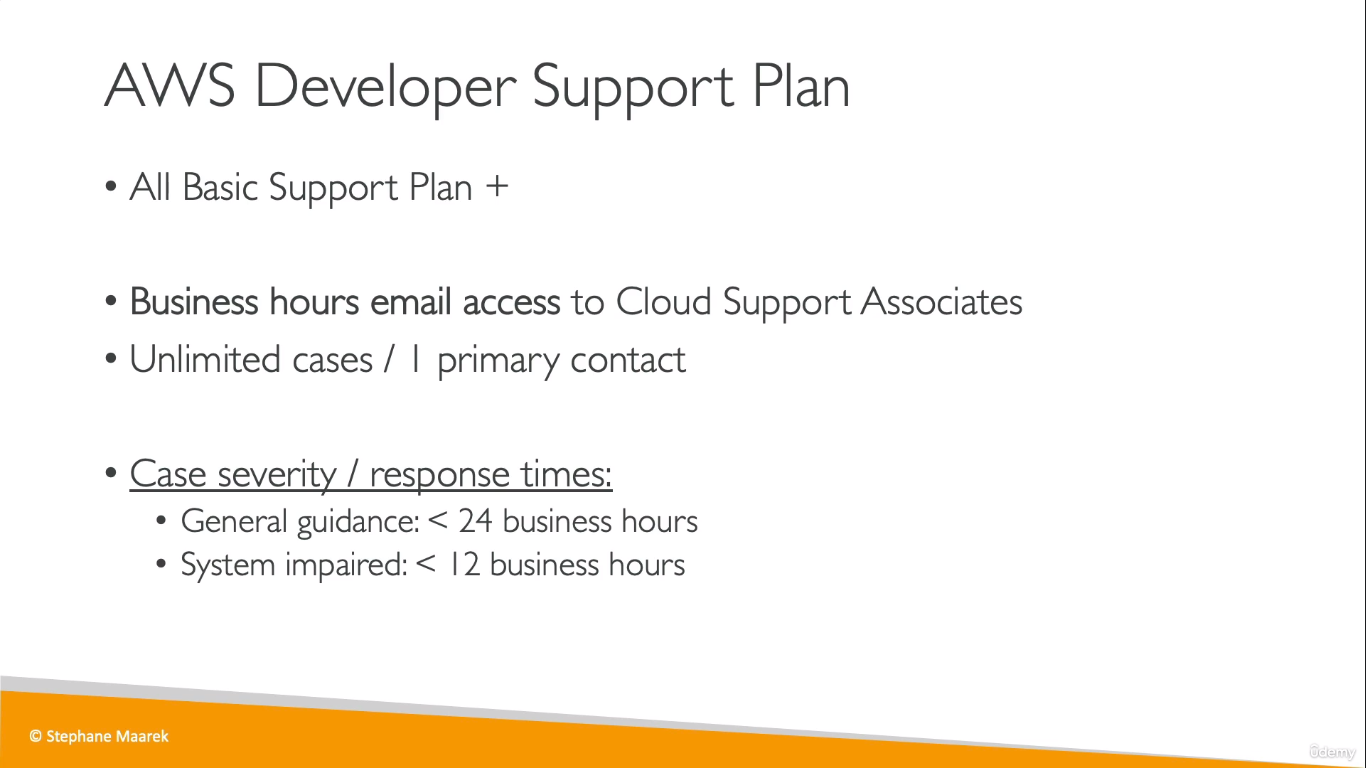 AWS Developer Support Plan
• All Basic Support Plan +
• Business hours email access to Cloud Support Associates
• Unlimited cases / 1 primary contact
• Case severity / response times:
• General guidance: < 24 business hours
• System impaired: < 12 business hours
© Stephane Maarek
ûdemy